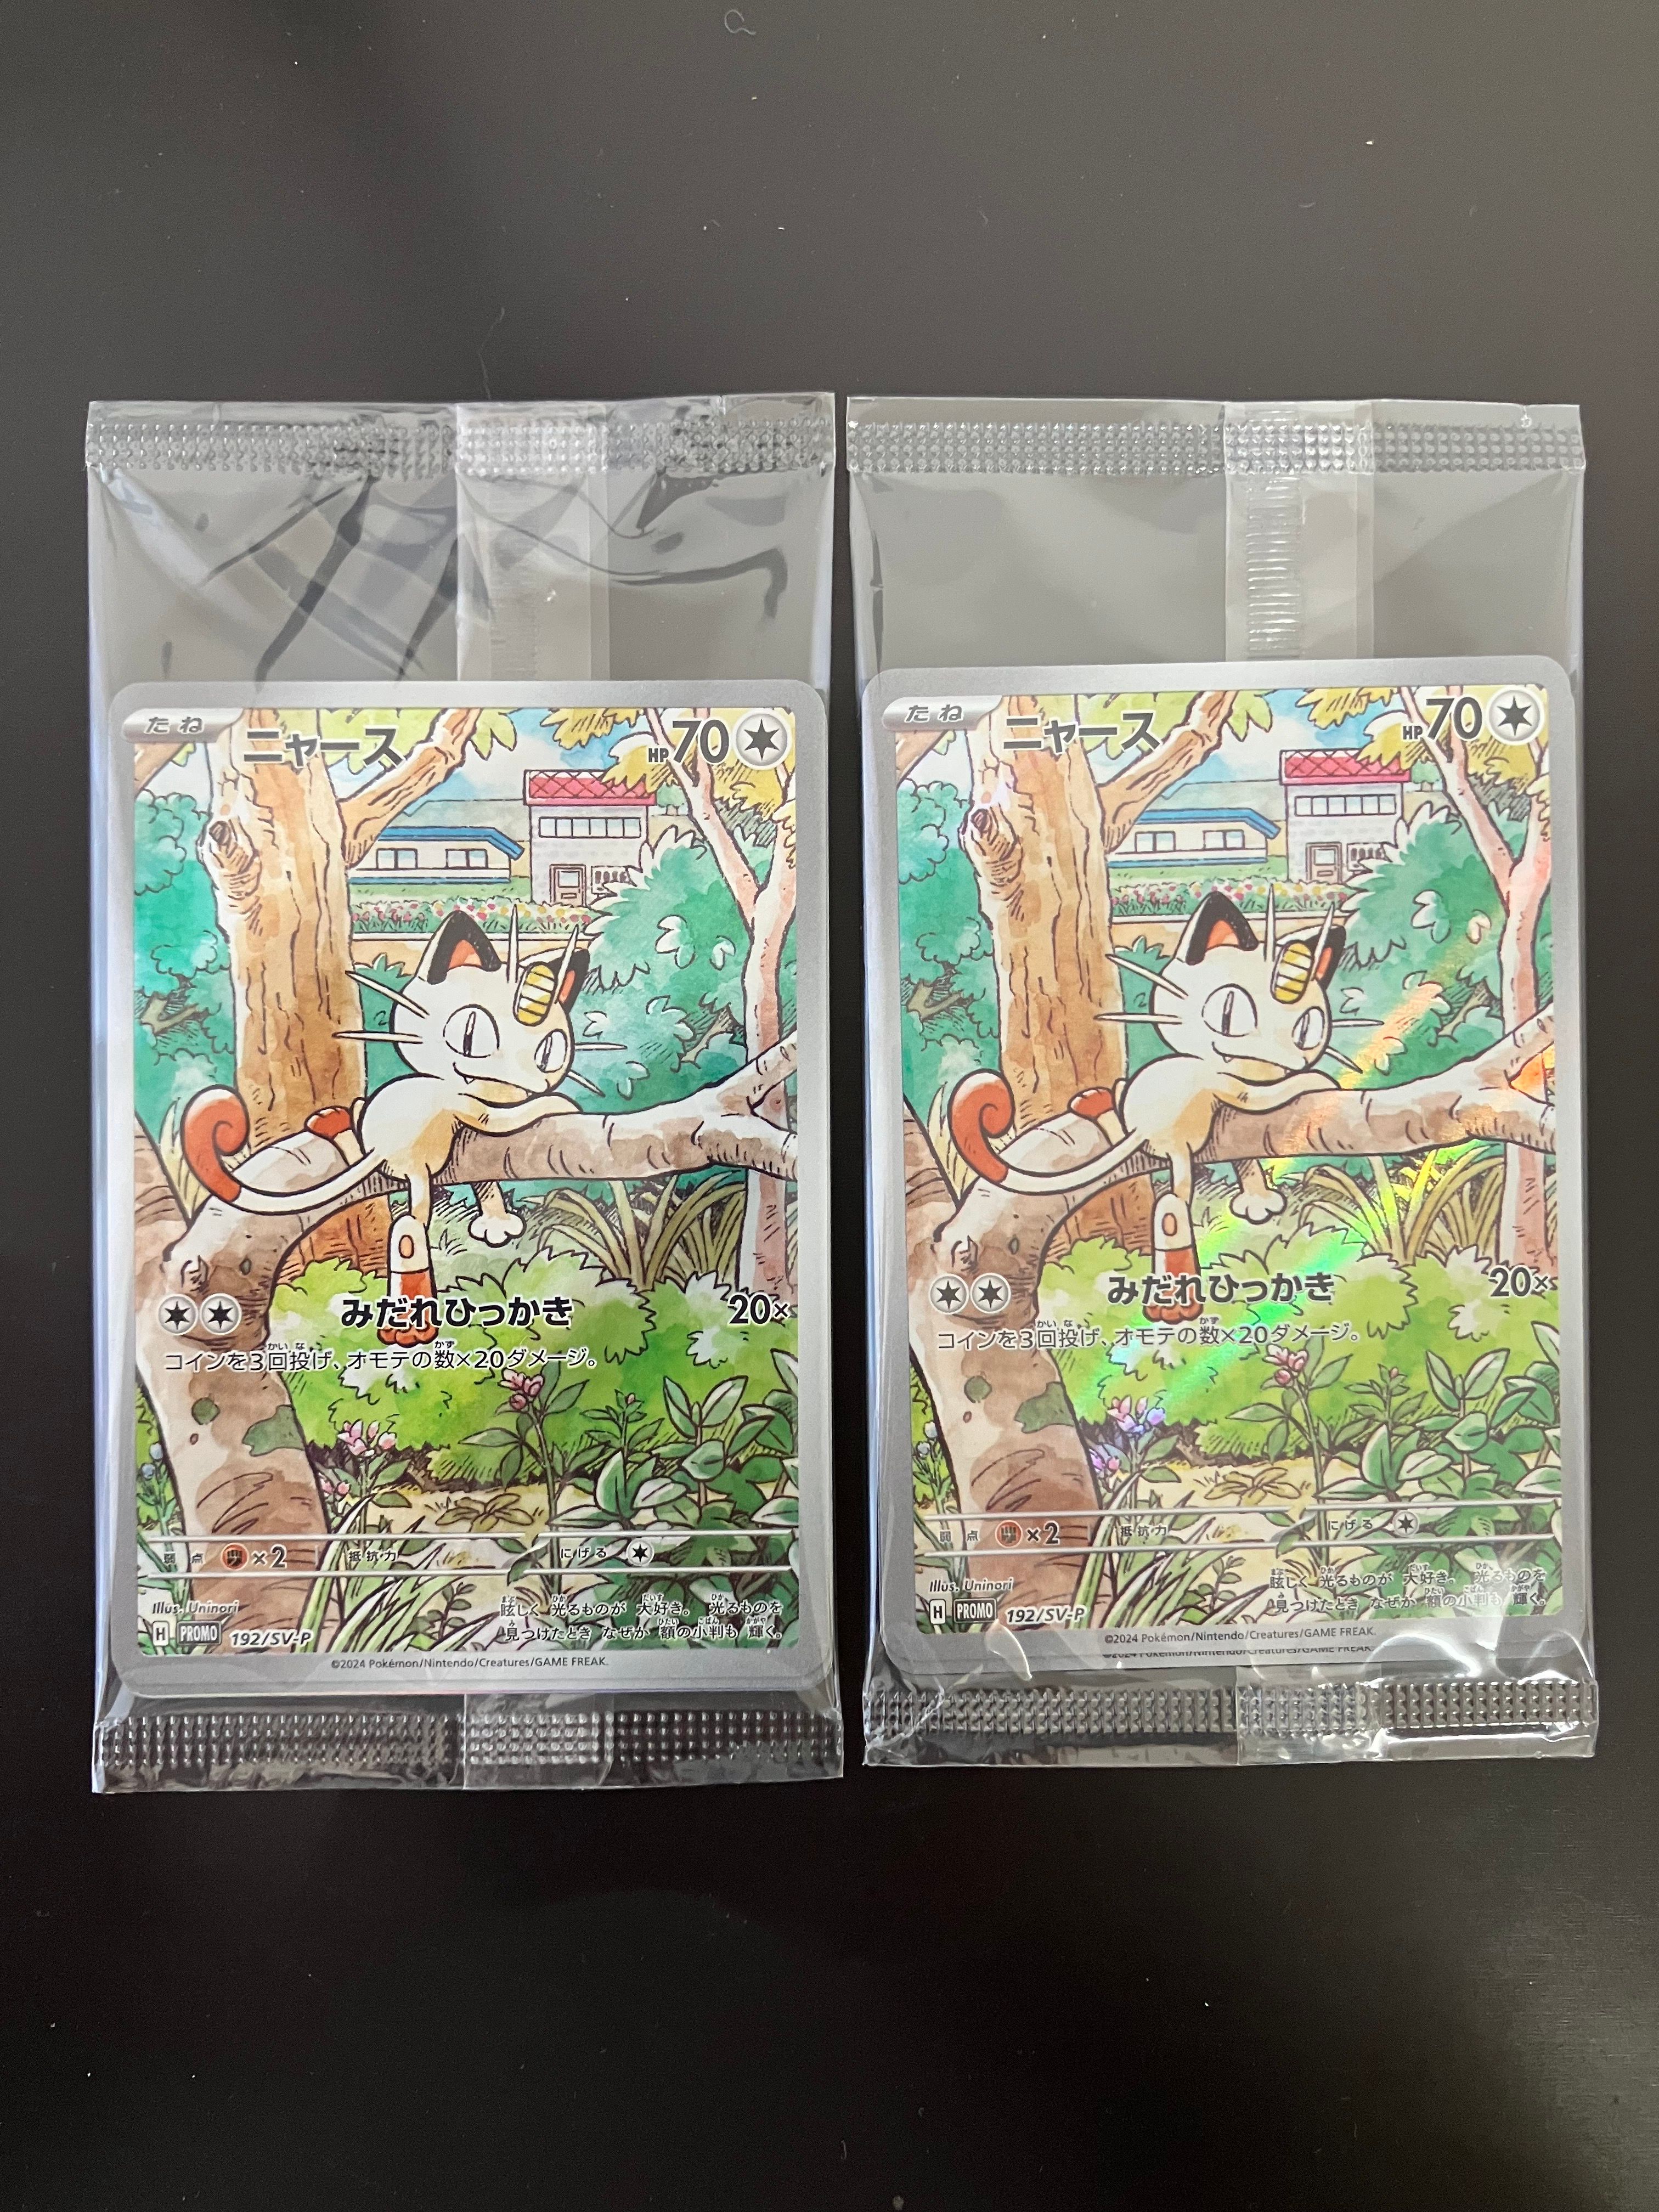 たね ニャース HP70
みだれひっかき 20×
コインを3回投げ、オモテの数×20ダメージ。
弱点 ×2 抵抗力 にげる
Illus. Uninori
眩しく 光るものが 大好き。 光るものを
見つけたとき なぜか 額の小判も 輝く。
H PROMO 192/SV-P
©2024 Pokémon/Nintendo/Creatures/GAME FREAK.
たね ニャース HP70
みだれひっかき 20×
コインを3回投げ、オモテの数×20ダメージ。
弱点 ×2 抵抗力 にげる
Illus. Uninori
眩しく 光るものが 大好き。 光るものを
見つけたとき なぜか 額の小判も 輝く。
H PROMO 192/SV-P
©2024 Pokémon/Nintendo/Creatures/GAME FREAK.
©2024 Pokémon/Nintendo/Creatures/GAME FREAK.